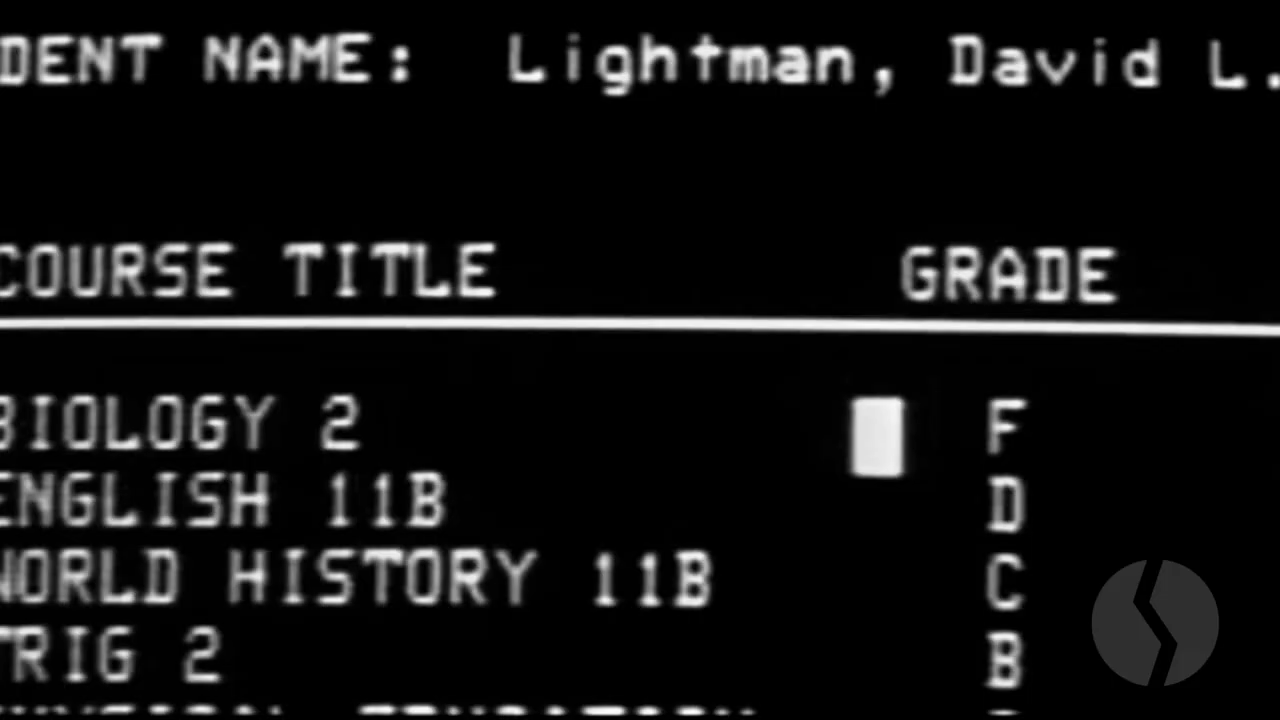 DENT NAME: Lightman, David L.
COURSE TITLE GRADE
BIOLOGY 2 F
ENGLISH 11B D
WORLD HISTORY 11B C
TRIG 2 B